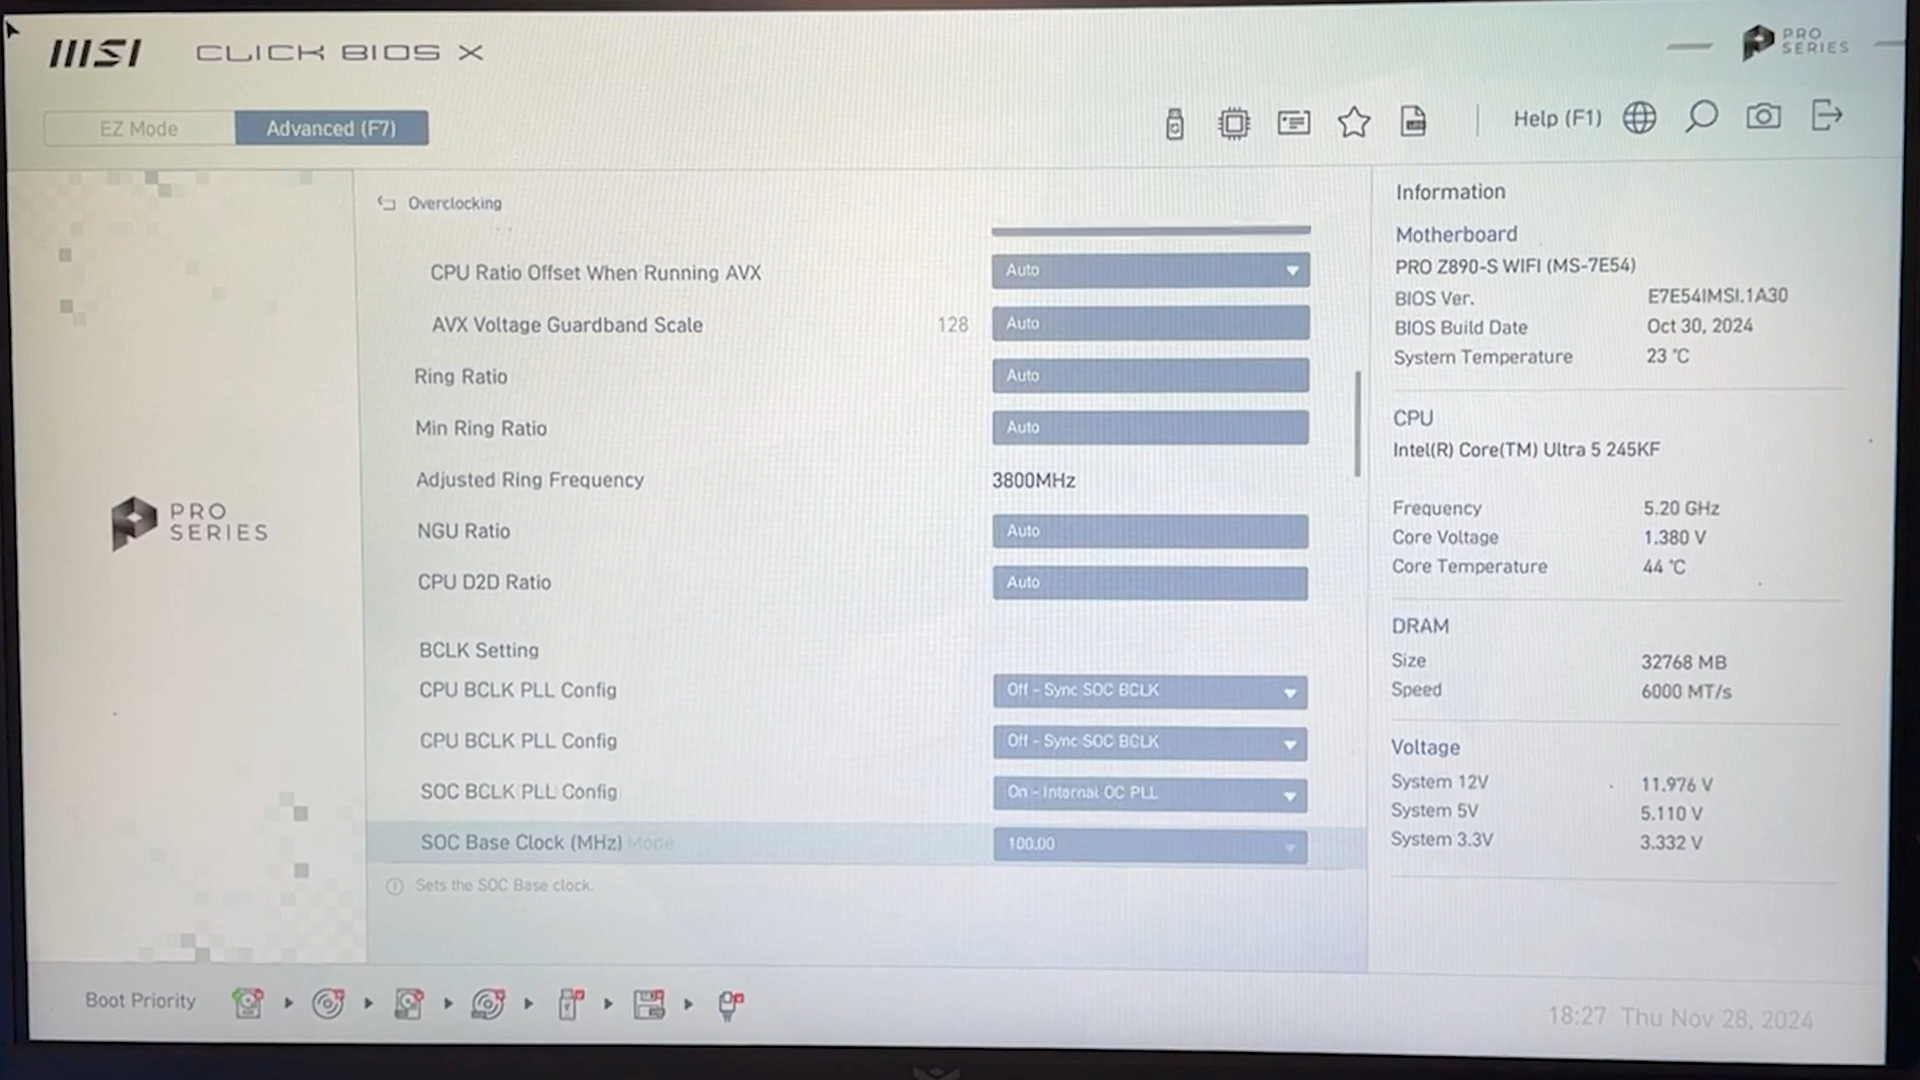 msi CLICK BIOS X
PRO SERIES
EZ Mode
Advanced (F7)
Help (F1)
Overclocking
CPU Ratio Offset When Running AVX Auto
AVX Voltage Guardband Scale 128 Auto
Ring Ratio Auto
Min Ring Ratio Auto
Adjusted Ring Frequency 3800MHz
NGU Ratio Auto
CPU D2D Ratio Auto
BCLK Setting
CPU BCLK PLL Config Off - Sync SOC BCLK
CPU BCLK PLL Config Off - Sync SOC BCLK
SOC BCLK PLL Config On - Internal OC PLL
SOC Base Clock (MHz) Mode 100.00
Sets the SOC Base clock.
PRO
SERIES
Information
Motherboard
PRO Z890-S WIFI (MS-7E54)
BIOS Ver. E7E54IMSI.1A30
BIOS Build Date Oct 30, 2024
System Temperature 23 °C
CPU
Intel(R) Core(TM) Ultra 5 245KF
Frequency 5.20 GHz
Core Voltage 1.380 V
Core Temperature 44 °C
DRAM
Size 32768 MB
Speed 6000 MT/s
Voltage
System 12V 11.976 V
System 5V 5.110 V
System 3.3V 3.332 V
Boot Priority
18:27 Thu Nov 28, 2024